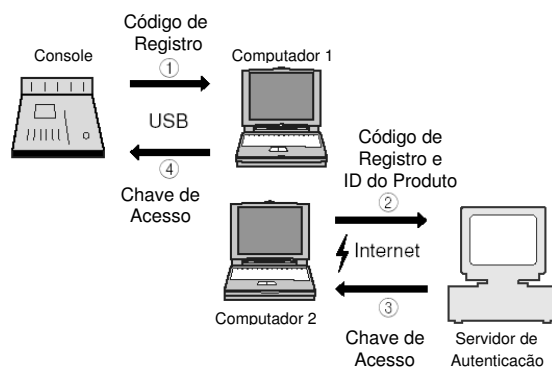 Código de
Registro
Console
①
Computador 1
USB
④
Chave de
Acesso
Código de
Registro e
ID do Produto
②
Internet
③
Computador 2
Chave de
Acesso
Servidor de
Autenticação